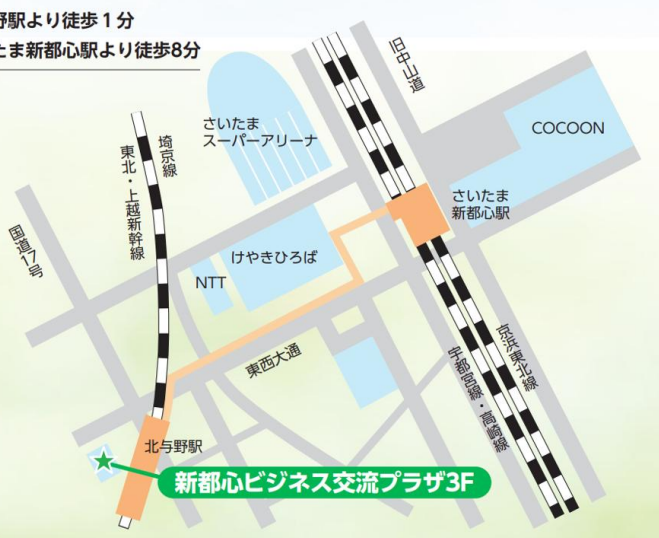 野駅より徒歩1分
たま新都心駅より徒歩8分
旧中山道
さいたま
スーパーアリーナ
COCOON
埼京線
東北・上越新幹線
さいたま
新都心駅
国道17号
けやきひろば
NTT
東西大通
京浜東北線
宇都宮線・高崎線
北与野駅
新都心ビジネス交流プラザ3F